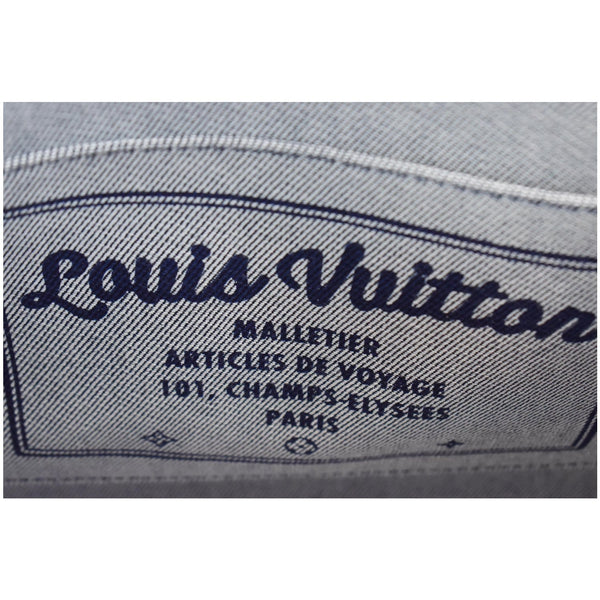 Louis Vuitton
MALLETIER
ARTICLES DE VOYAGE
101, CHAMPS-ELYSEES
PARIS